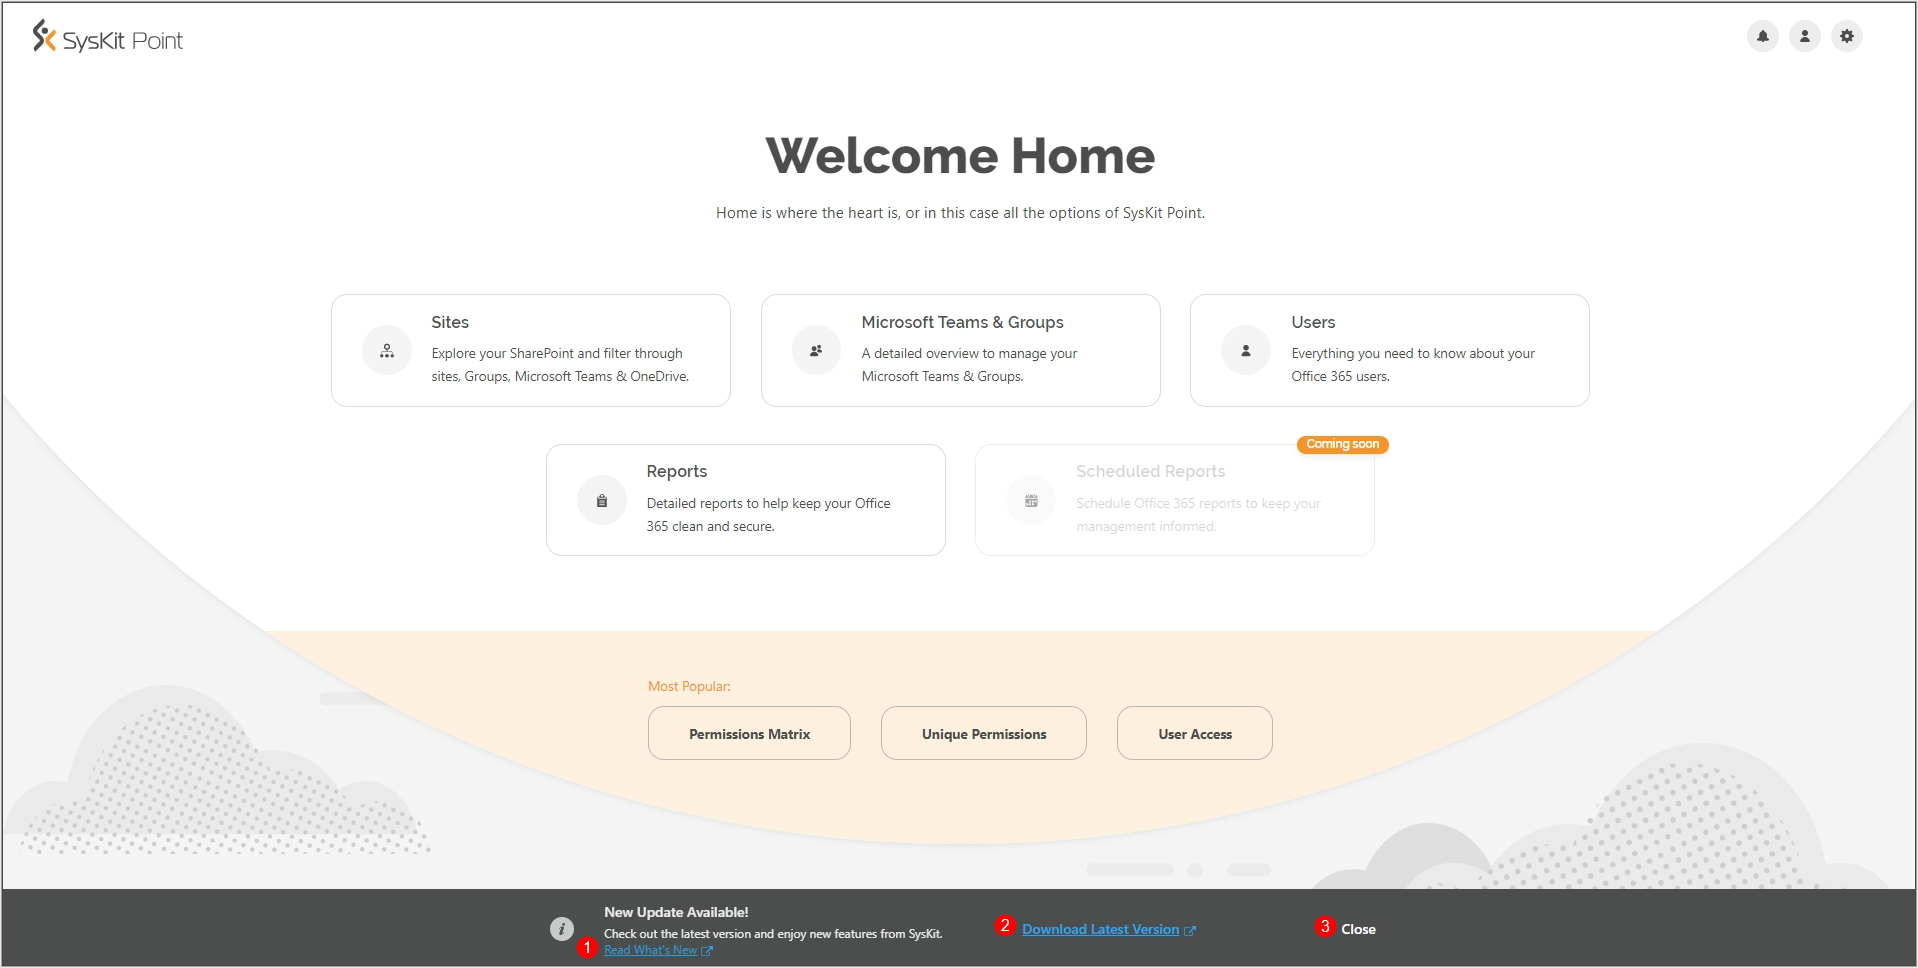 SysKit Point
Welcome Home
Home is where the heart is, or in this case all the options of SysKit Point.
Sites
Explore your SharePoint and filter through
sites, Groups, Microsoft Teams & OneDrive.
Microsoft Teams & Groups
A detailed overview to manage your
Microsoft Teams & Groups.
Users
Everything you need to know about your
Office 365 users.
Reports
Detailed reports to help keep your Office
365 clean and secure.
Coming soon
Scheduled Reports
Schedule Office 365 reports to keep your
management informed.
Most Popular:
Permissions Matrix
Unique Permissions
User Access
i
New Update Available!
Check out the latest version and enjoy new features from SysKit.
1 Read What's New
2 Download Latest Version
3 Close